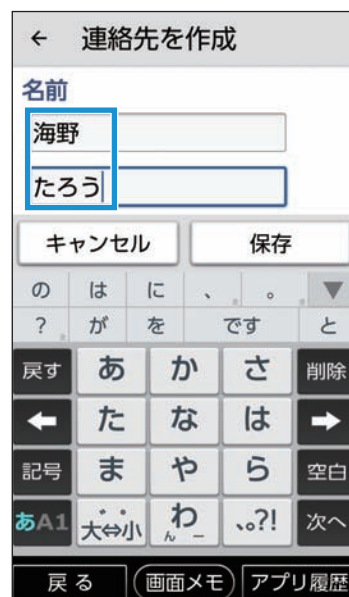 ← 連絡先を作成
名前
海野
たろう
キャンセル 保存
の は に 、 。 ▼
? が を です と
戻す あ か さ 削除
← た な は →
記号 ま や ら 空白
あA1 大⇔小 わ ん ー 、。?! 次へ
戻る 画面メモ アプリ履歴